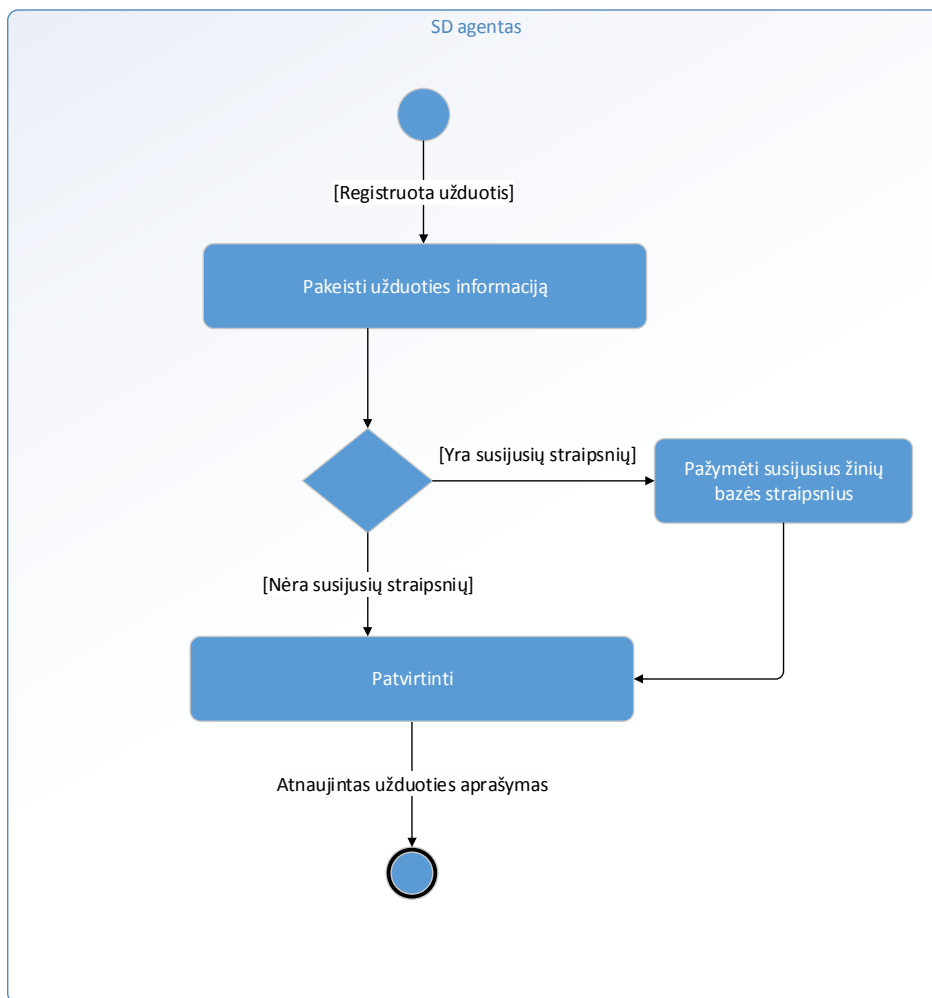 SD agentas
[Registruota užduotis]
Pakeisti užduoties informaciją
[Yra susijusių straipsnių]
Pažymėti susijusius žinių
bazės straipsnius
[Nėra susijusių straipsnių]
Patvirtinti
Atnaujintas užduoties aprašymas